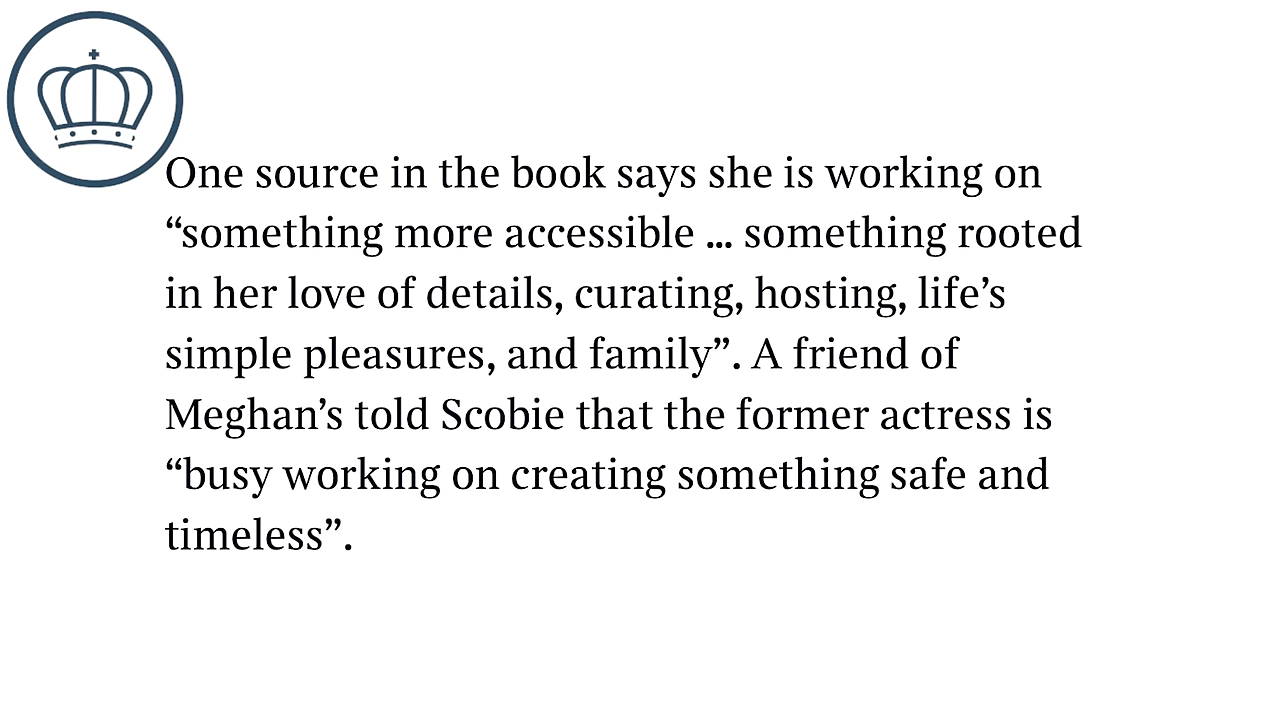 One source in the book says she is working on
“something more accessible ... something rooted
in her love of details, curating, hosting, life’s
simple pleasures, and family”. A friend of
Meghan’s told Scobie that the former actress is
“busy working on creating something safe and
timeless”.